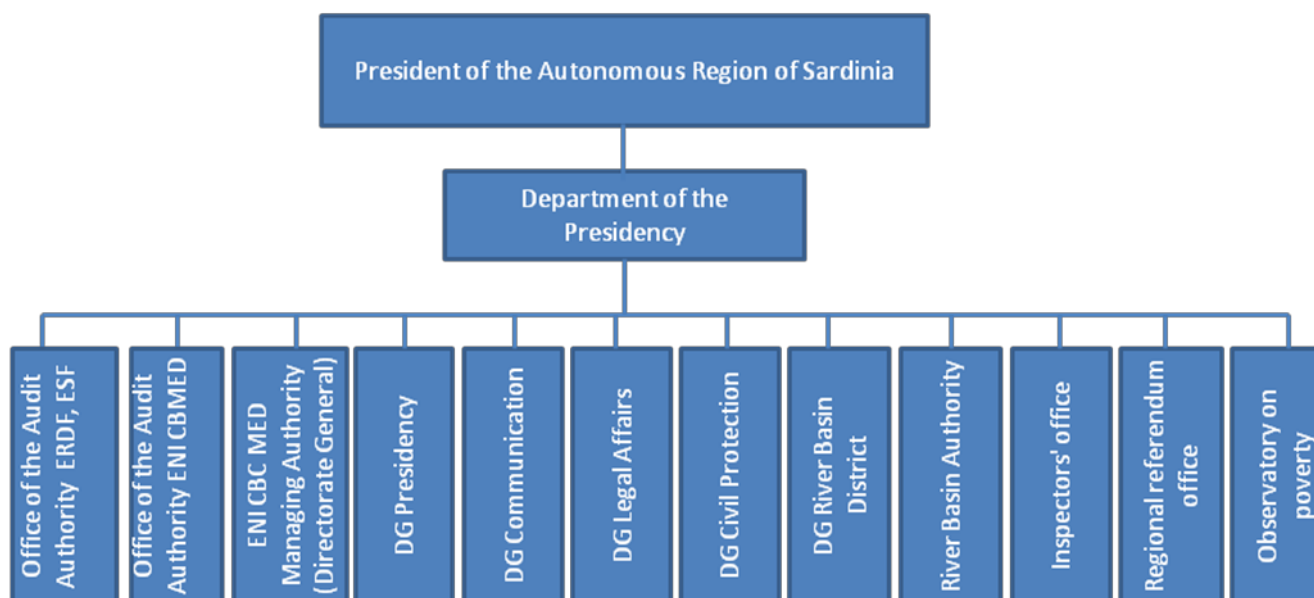 President of the Autonomous Region of Sardinia
Department of the
Presidency
Office of the Audit
Authority ERDF, ESF
Office of the Audit
Authority ENI CBMED
ENI CBC MED
Managing Authority
(Directorate General)
DG Presidency
DG Communication
DG Legal Affairs
DG Civil Protection
DG River Basin
District
River Basin Authority
Inspectors' office
Regional referendum
office
Observatory on
poverty